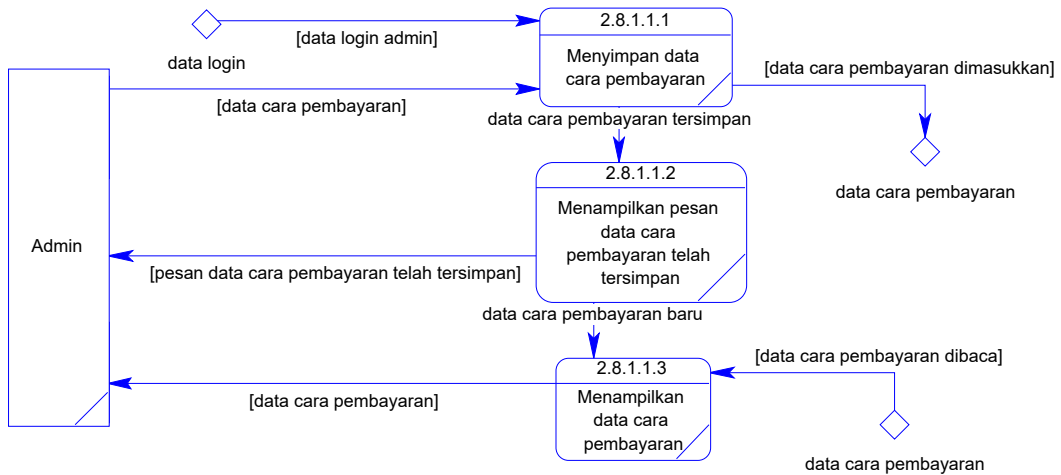 2.8.1.1.1
[data login admin]
Menyimpan data
cara pembayaran
data login
[data cara pembayaran dimasukkan]
[data cara pembayaran]
data cara pembayaran tersimpan
2.8.1.1.2
data cara pembayaran
Menampilkan pesan
data cara
pembayaran telah
tersimpan
Admin
[pesan data cara pembayaran telah tersimpan]
data cara pembayaran baru
[data cara pembayaran dibaca]
2.8.1.1.3
Menampilkan
data cara
pembayaran
[data cara pembayaran]
data cara pembayaran